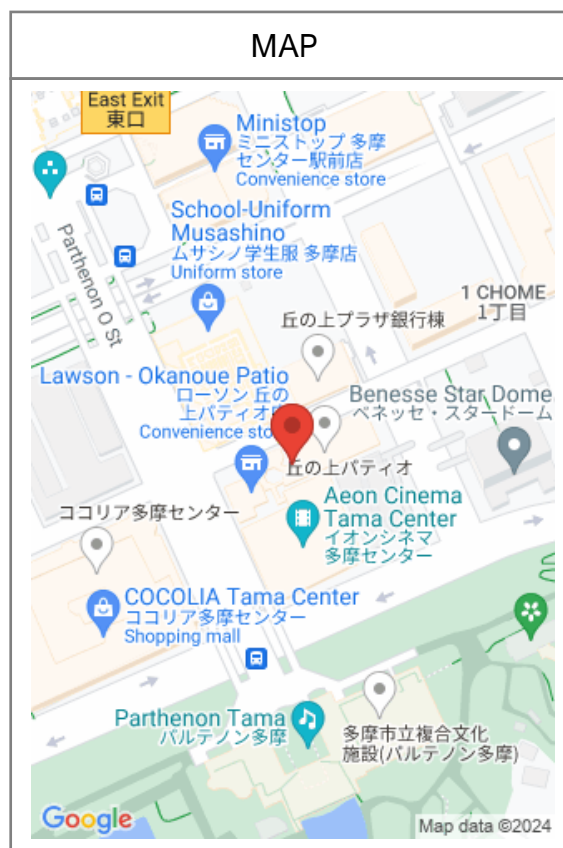 MAP
East Exit
東口
Ministop
ミニストップ 多摩
センター駅前店
Convenience store
School-Uniform
Musashino
ムサシノ学生服 多摩店
Uniform store
Parthenon O St
1 CHOME
1丁目
丘の上プラザ銀行棟
Lawson - Okanoue Patio
ローソン 丘の
上パティオ
Convenience sto
Benesse Star Dome
ベネッセ・スタードーム
丘の上パティオ
Aeon Cinema
Tama Center
イオンシネマ
多摩センター
ココリア多摩センター
COCOLIA Tama Center
ココリア多摩センター
Shopping mall
Parthenon Tama
パルテノン多摩
多摩市立複合文化
施設(パルテノン多摩)
Google
Map data ©2024